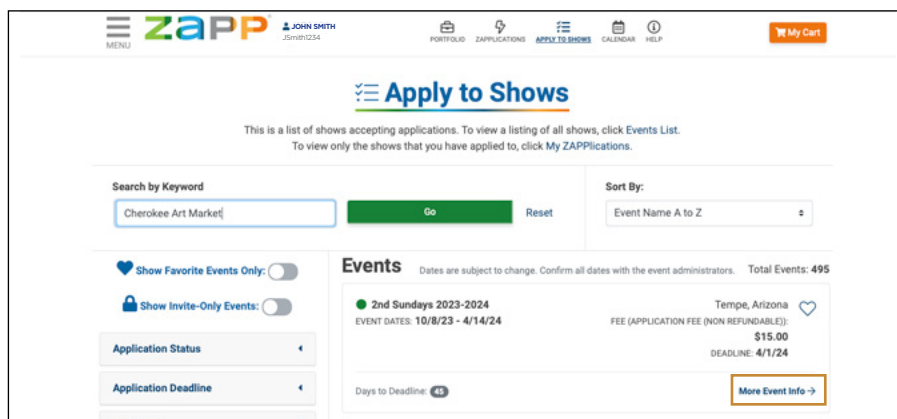 MENU
zapp
JOHN SMITH
JSmith1234
PORTFOLIO
ZAPPLICATIONS
APPLY TO SHOWS
CALENDAR
HELP
My Cart
Apply to Shows
This is a list of shows accepting applications. To view a listing of all shows, click Events List.
To view only the shows that you have applied to, click My ZAPPlications.
Search by Keyword
Cherokee Art Market
Go
Reset
Sort By:
Event Name A to Z
Show Favorite Events Only:
Show Invite-Only Events:
Application Status
Application Deadline
Events
Dates are subject to change. Confirm all dates with the event administrators.
Total Events: 495
2nd Sundays 2023-2024
EVENT DATES: 10/8/23 - 4/14/24
Tempe, Arizona
FEE (APPLICATION FEE (NON REFUNDABLE)):
$15.00
DEADLINE: 4/1/24
Days to Deadline: 45
More Event Info